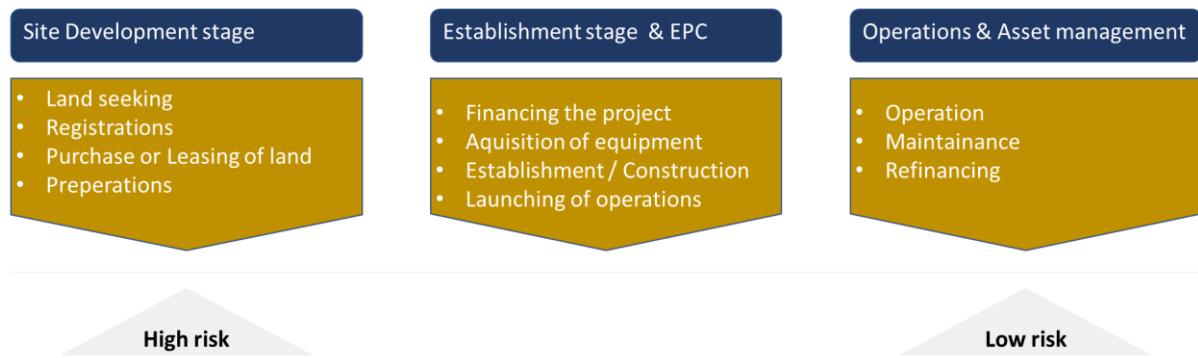 Site Development stage
• Land seeking
• Registrations
• Purchase or Leasing of land
• Preperations
Establishment stage & EPC
• Financing the project
• Aquisition of equipment
• Establishment / Construction
• Launching of operations
Operations & Asset management
• Operation
• Maintainance
• Refinancing
High risk
Low risk